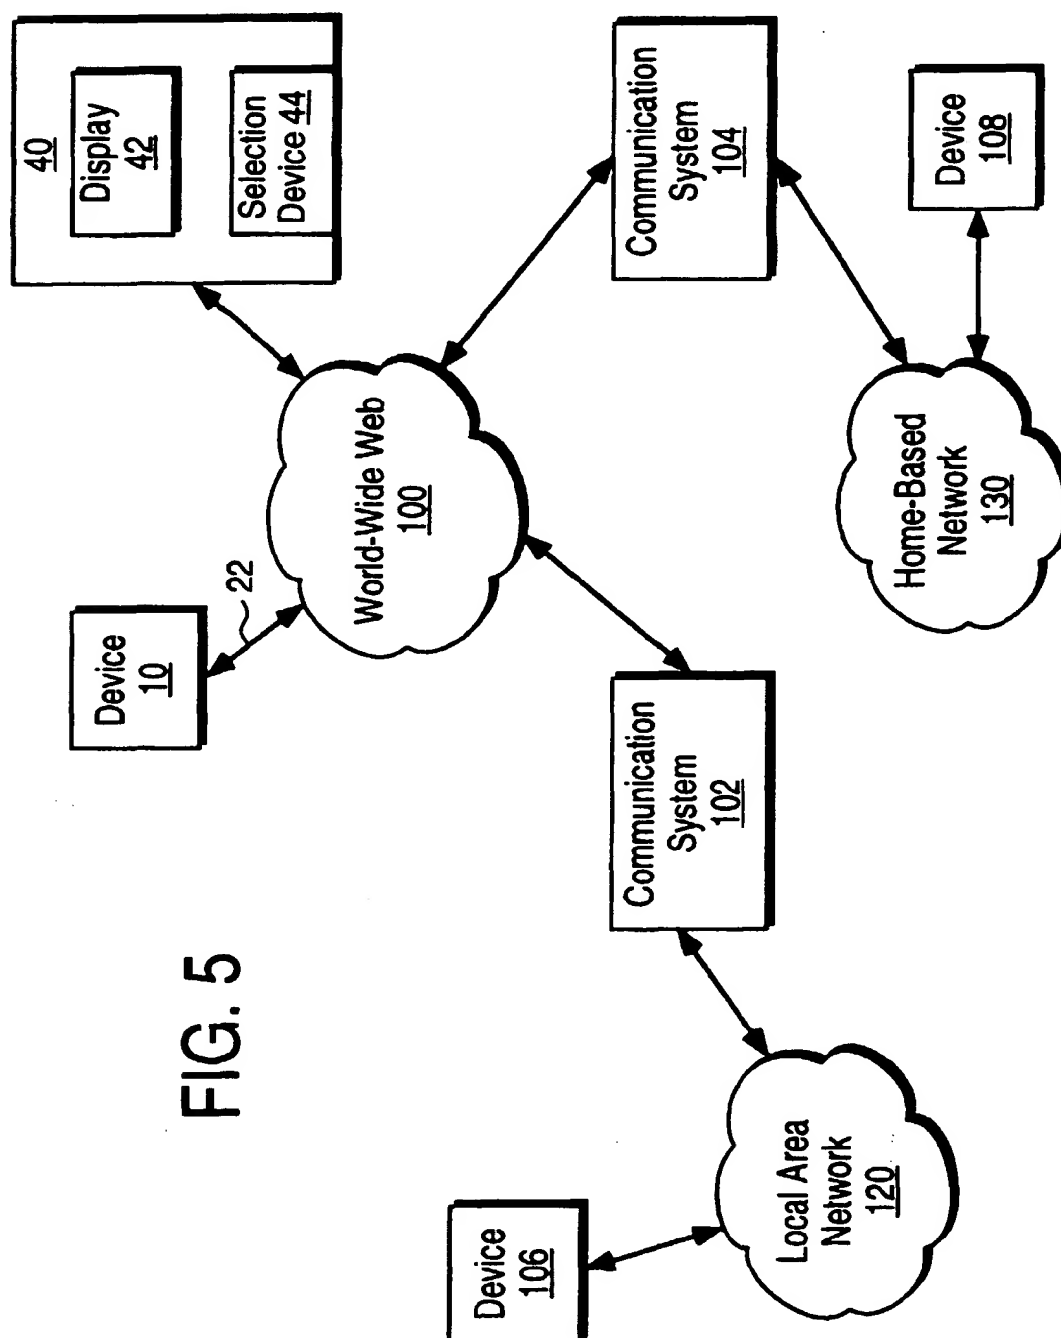 Device
10
22
40
Display
42
Selection
Device 44
World-Wide Web
100
Communication
System
102
Communication
System
104
Device
106
Local Area
Network
120
Home-Based
Network
130
Device
108
FIG. 5